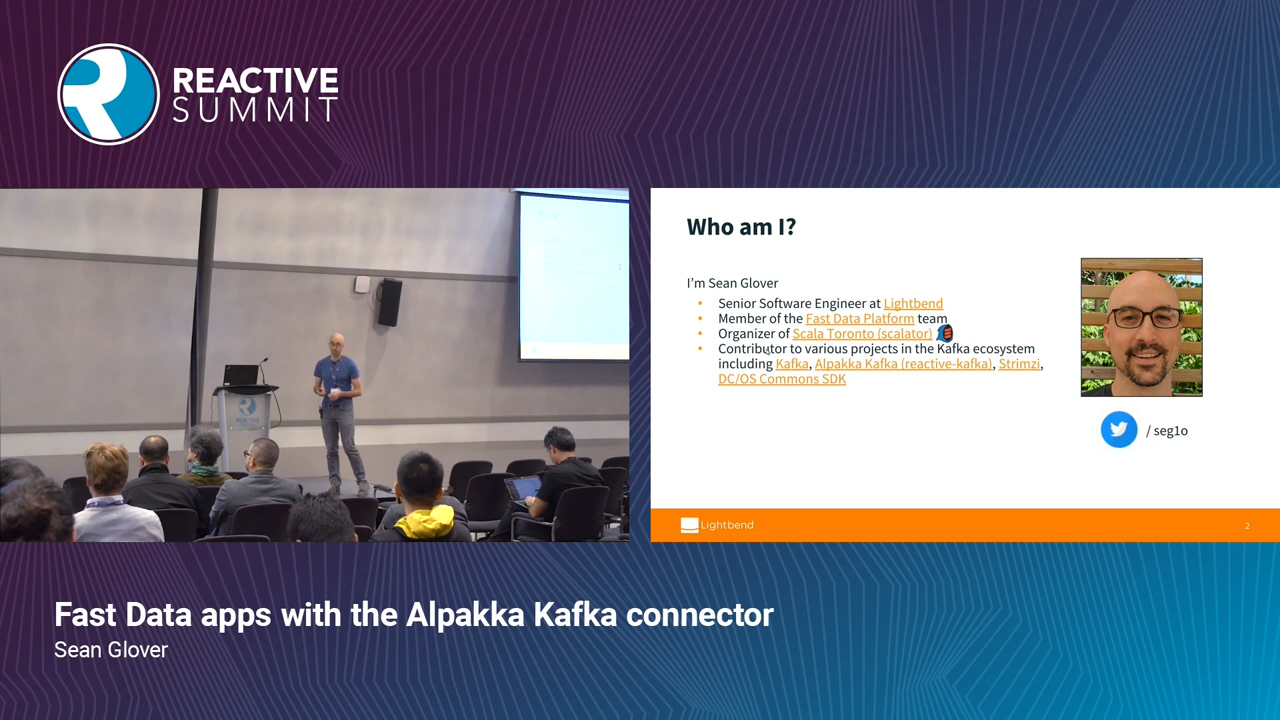 REACTIVE
SUMMIT
REACTIVE
Who am I?
I'm Sean Glover
• Senior Software Engineer at Lightbend
• Member of the Fast Data Platform team
• Organizer of Scala Toronto (scalator)
• Contributor to various projects in the Kafka ecosystem
including Kafka, Alpakka Kafka (reactive-kafka), Strimzi,
DC/OS Commons SDK
/ seg1o
Lightbend
2
Fast Data apps with the Alpakka Kafka connector
Sean Glover